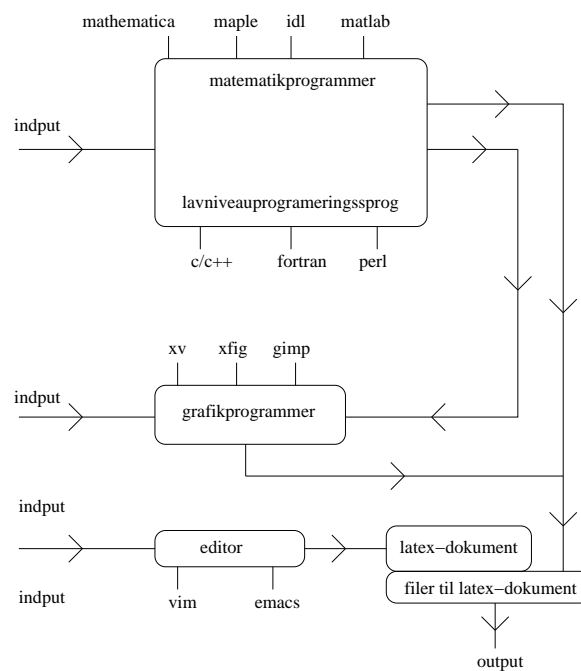 mathematica maple idl matlab
matematikprogrammer
indput
lavniveauprogrameringssprog
c/c++ fortran perl
xv xfig gimp
indput
grafikprogrammer
indput
editor latex−dokument
indput vim emacs filer til latex−dokument
output